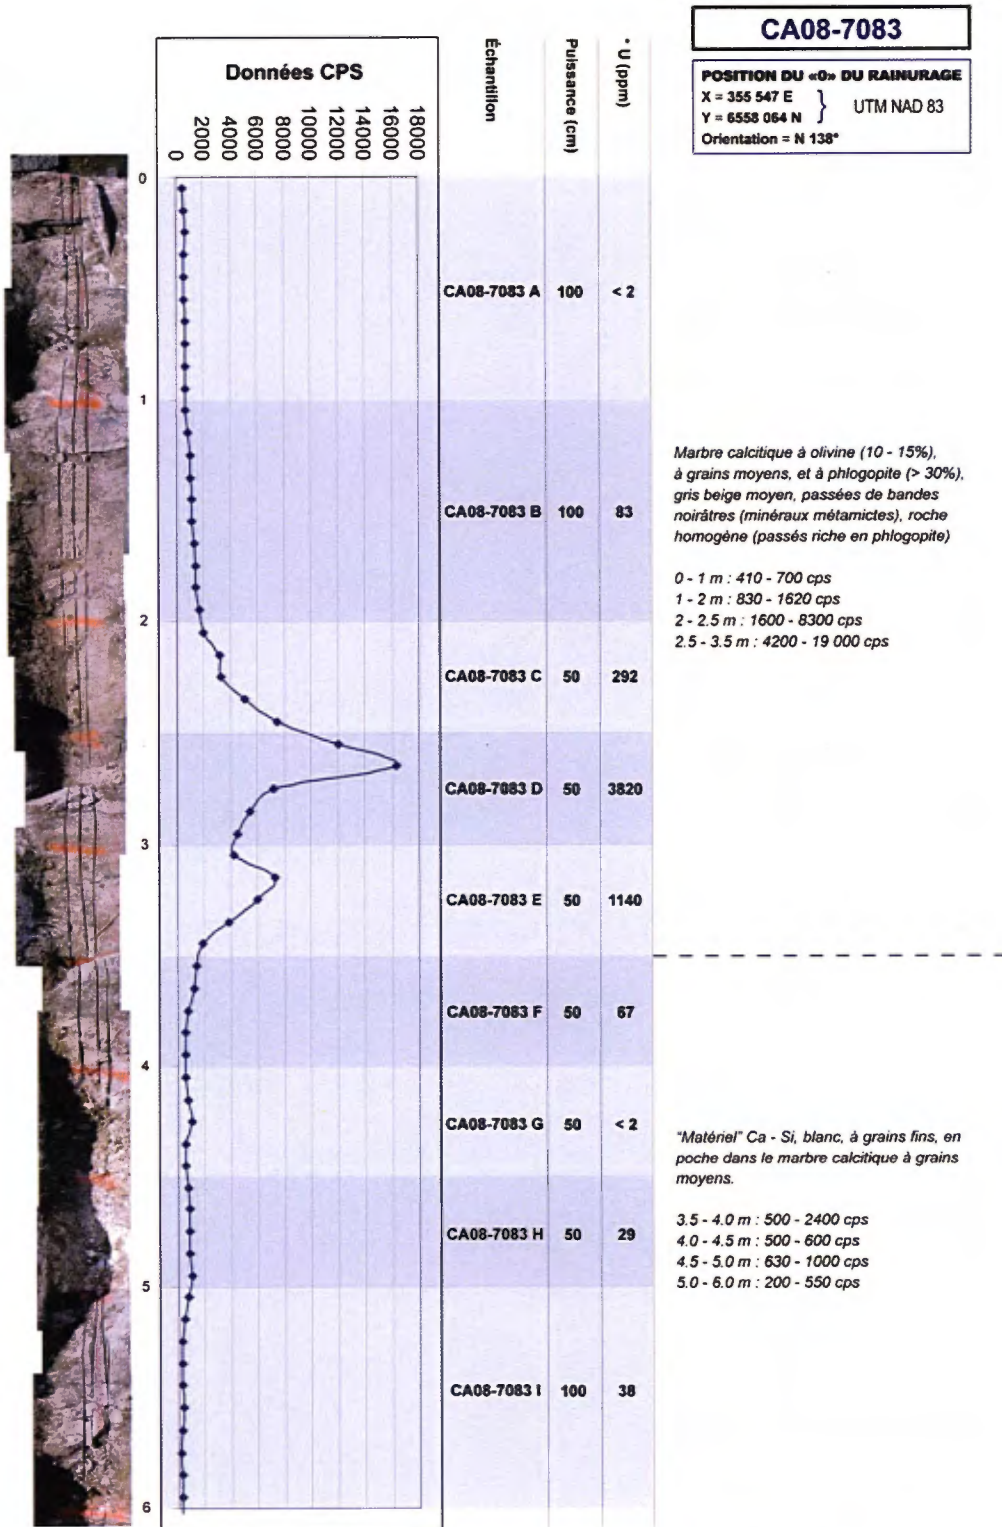 CA08-7083
POSITION DU «0» DU RAINURAGE
X = 355 547 E
Y = 6558 064 N
} UTM NAD 83
Orientation = N 138°
Données CPS
Échantillon
Puissance (cm)
* U (ppm)
0 2000 4000 6000 8000 10000 12000 14000 16000 18000
0
CA08-7083 A 100 < 2
1
CA08-7083 B 100 83
2
CA08-7083 C 50 292
CA08-7083 D 50 3820
3
CA08-7083 E 50 1140
CA08-7083 F 50 67
4
CA08-7083 G 50 < 2
CA08-7083 H 50 29
5
CA08-7083 I 100 38
6
Marbre calcitique à olivine (10 - 15%),
à grains moyens, et à phlogopite (> 30%),
gris beige moyen, passées de bandes
noirâtres (minéraux métamictes), roche
homogène (passés riche en phlogopite)
0 - 1 m : 410 - 700 cps
1 - 2 m : 830 - 1620 cps
2 - 2.5 m : 1600 - 8300 cps
2.5 - 3.5 m : 4200 - 19 000 cps
"Matériel" Ca - Si, blanc, à grains fins, en
poche dans le marbre calcitique à grains
moyens.
3.5 - 4.0 m : 500 - 2400 cps
4.0 - 4.5 m : 500 - 600 cps
4.5 - 5.0 m : 630 - 1000 cps
5.0 - 6.0 m : 200 - 550 cps